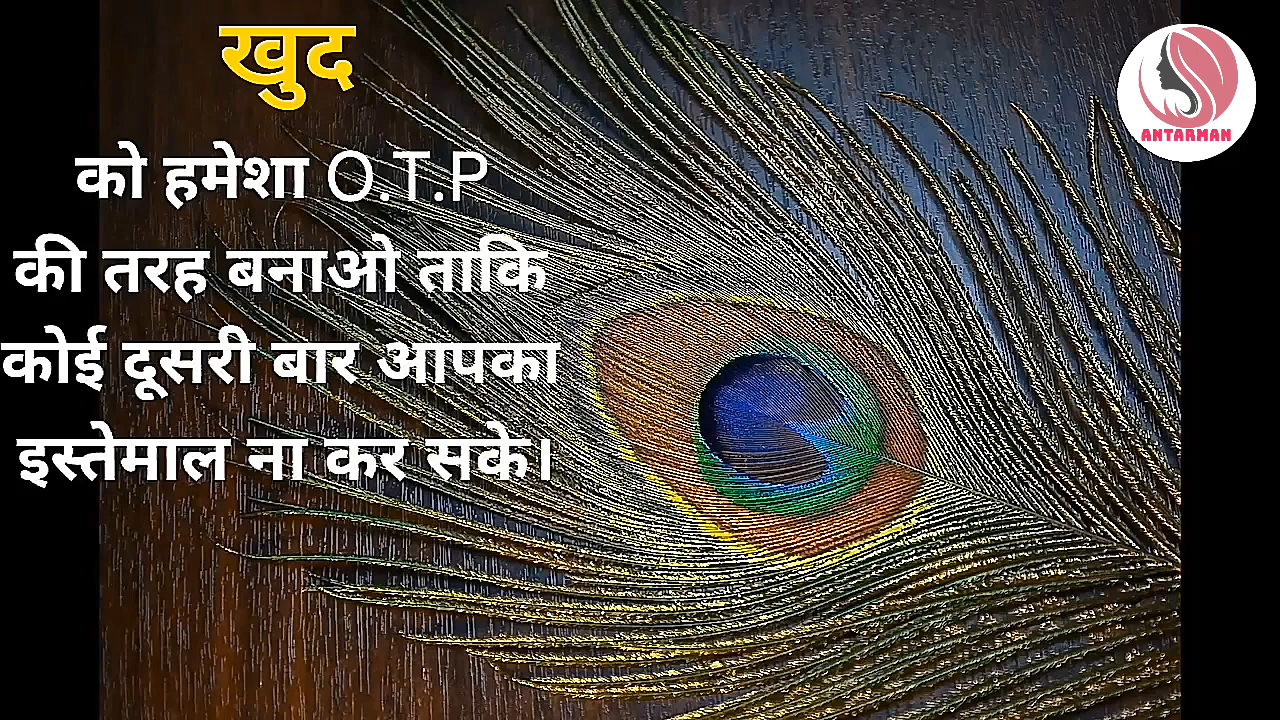 खुद
को हमेशा O.T.P
की तरह बनाओ ताकि
कोई दूसरी बार आपका
इस्तेमाल ना कर सके।
ANTARMAN